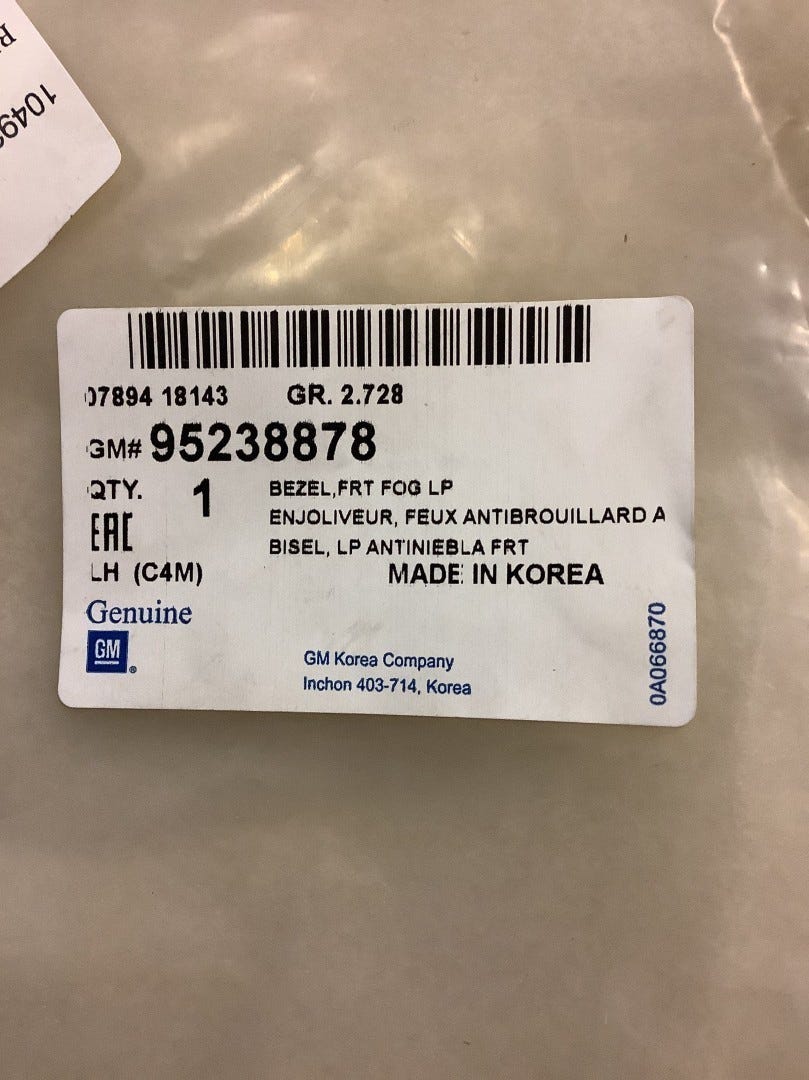 1049
07894 18143 GR. 2.728
GM# 95238878
QTY. 1 BEZEL,FRT FOG LP
ENJOLIVEUR, FEUX ANTIBROUILLARD A
EAC
BISEL, LP ANTINIEBLA FRT
LH (C4M) MADE IN KOREA
Genuine
GM
®
GM Korea Company
Inchon 403-714, Korea
0A066870